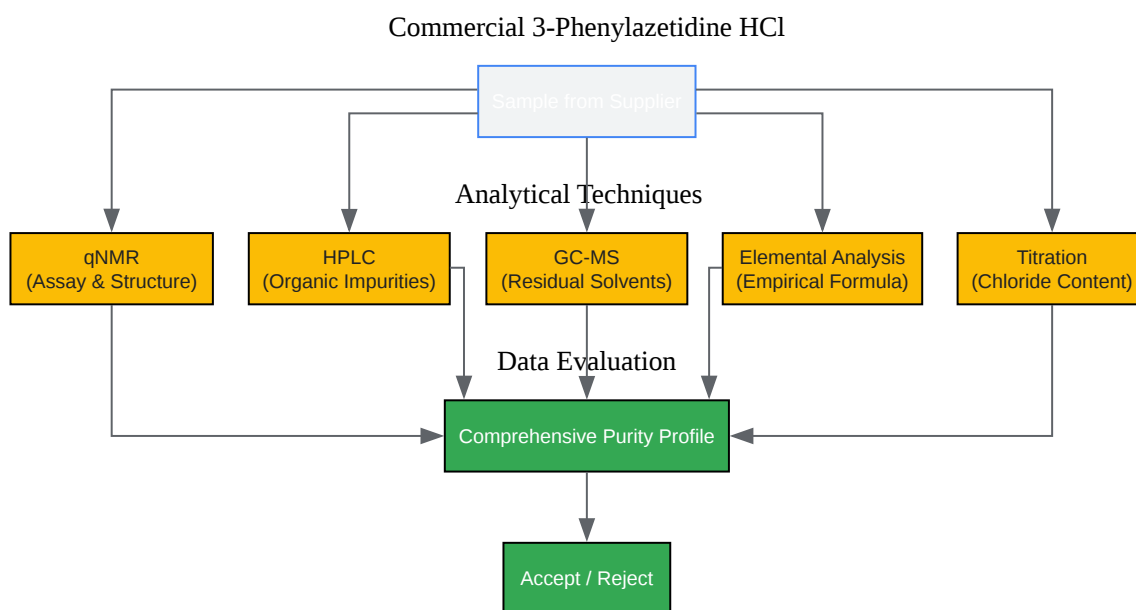 Commercial 3-Phenylazetidine HCl
Sample from Supplier
Analytical Techniques
qNMR
(Assay & Structure)
HPLC
(Organic Impurities)
GC-MS
(Residual Solvents)
Elemental Analysis
(Empirical Formula)
Titration
(Chloride Content)
Data Evaluation
Comprehensive Purity Profile
Accept / Reject